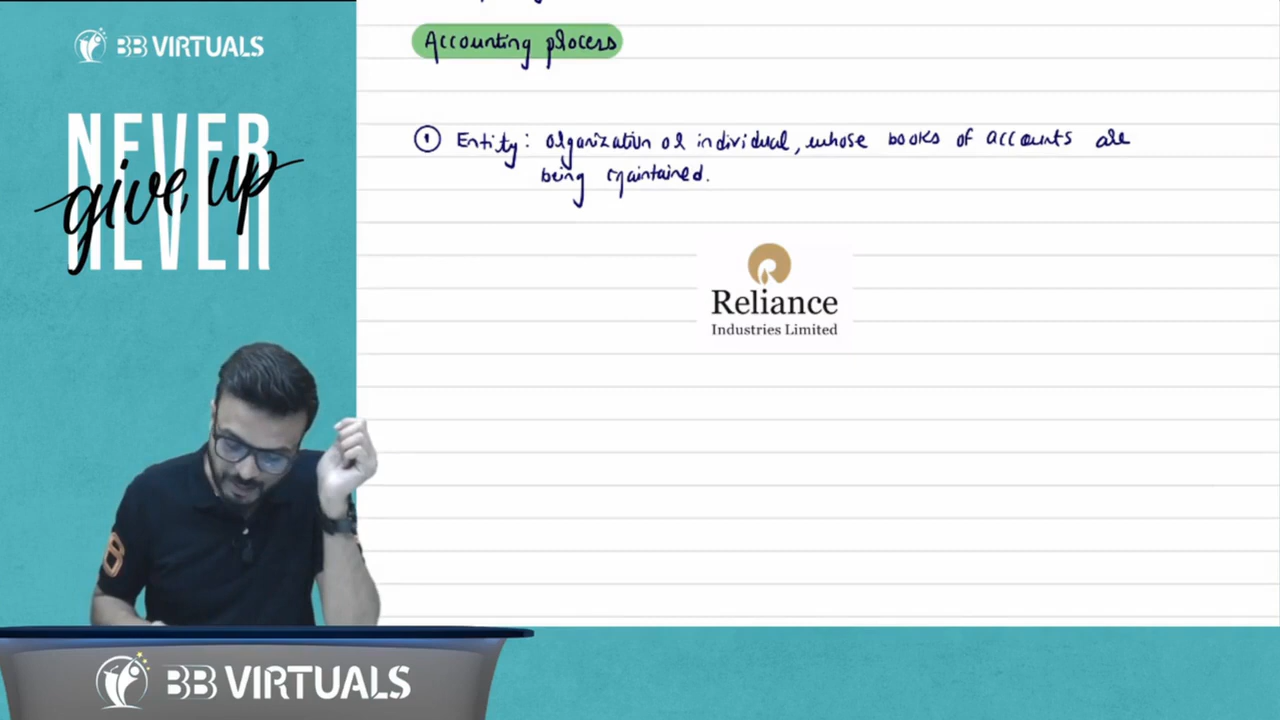 BB VIRTUALS
NEVER
give up
NEVER
Accounting process
1 Entity: organization or individual, whose books of accounts are
being maintained.
Reliance
Industries Limited
B
BB VIRTUALS